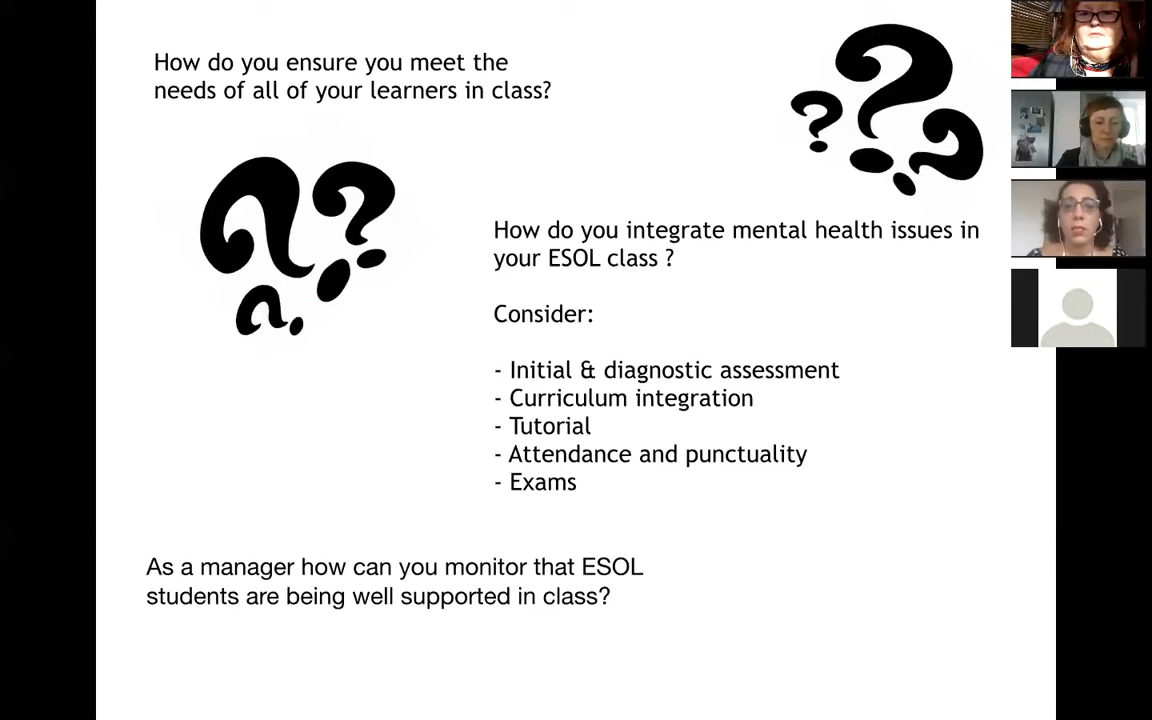 How do you ensure you meet the
needs of all of your learners in class?
How do you integrate mental health issues in
your ESOL class ?
Consider:
- Initial & diagnostic assessment
- Curriculum integration
- Tutorial
- Attendance and punctuality
- Exams
As a manager how can you monitor that ESOL
students are being well supported in class?